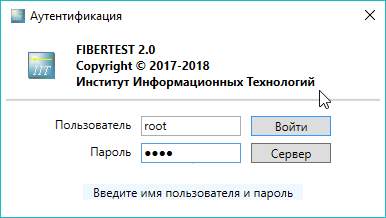 Аутентификация
FIBERTEST 2.0
Copyright © 2017-2018
Институт Информационных Технологий
IIT
Пользователь root Войти
Пароль ●●●● Сервер
Введите имя пользователя и пароль